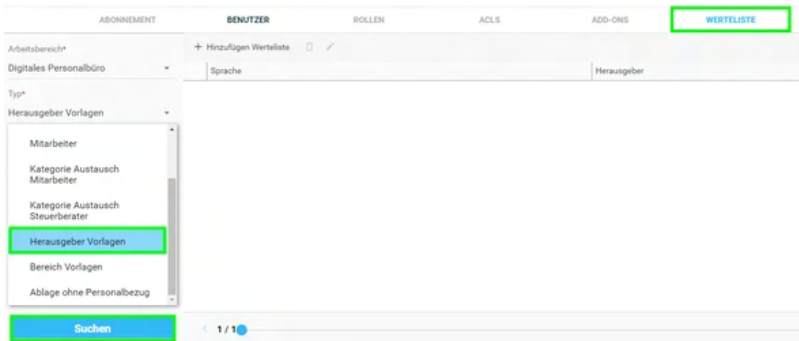 ABONNEMENT BENUTZER ROLLEN ACLS ADD-ONS WERTELISTE
Arbeitsbereich*
Digitales Personalbüro
Typ*
Herausgeber Vorlagen
Mitarbeiter
Kategorie Austausch
Mitarbeiter
Kategorie Austausch
Steuerberater
Herausgeber Vorlagen
Bereich Vorlagen
Ablage ohne Personalbezug
Suchen
+ Hinzufügen Werteliste
Sprache Herausgeber
1 / 1